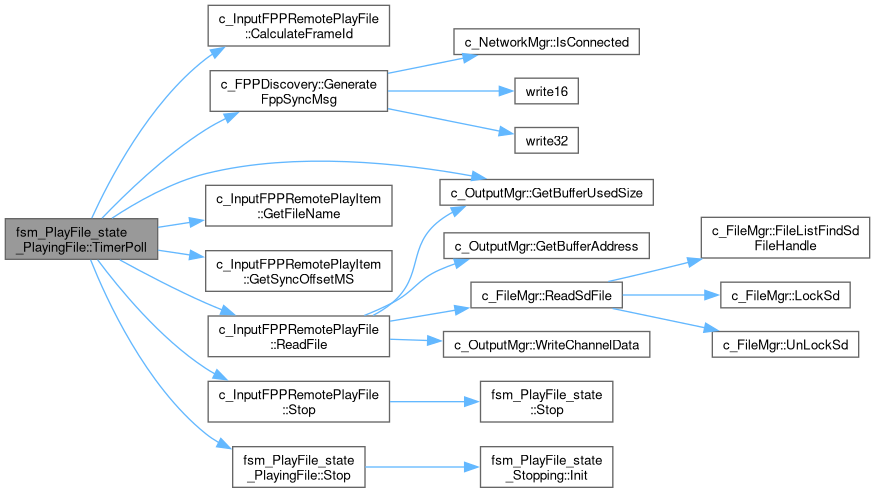 fsm_PlayFile_state
_PlayingFile::TimerPoll
c_InputFPPRemotePlayFile
::CalculateFrameId
c_FPPDiscovery::Generate
FppSyncMsg
c_NetworkMgr::IsConnected
write16
write32
c_OutputMgr::GetBufferUsedSize
c_InputFPPRemotePlayItem
::GetFileName
c_InputFPPRemotePlayItem
::GetSyncOffsetMS
c_InputFPPRemotePlayFile
::ReadFile
c_OutputMgr::GetBufferAddress
c_FileMgr::ReadSdFile
c_FileMgr::FileListFindSd
FileHandle
c_FileMgr::LockSd
c_FileMgr::UnLockSd
c_OutputMgr::WriteChannelData
c_InputFPPRemotePlayFile
::Stop
fsm_PlayFile_state
::Stop
fsm_PlayFile_state
_PlayingFile::Stop
fsm_PlayFile_state
_Stopping::Init